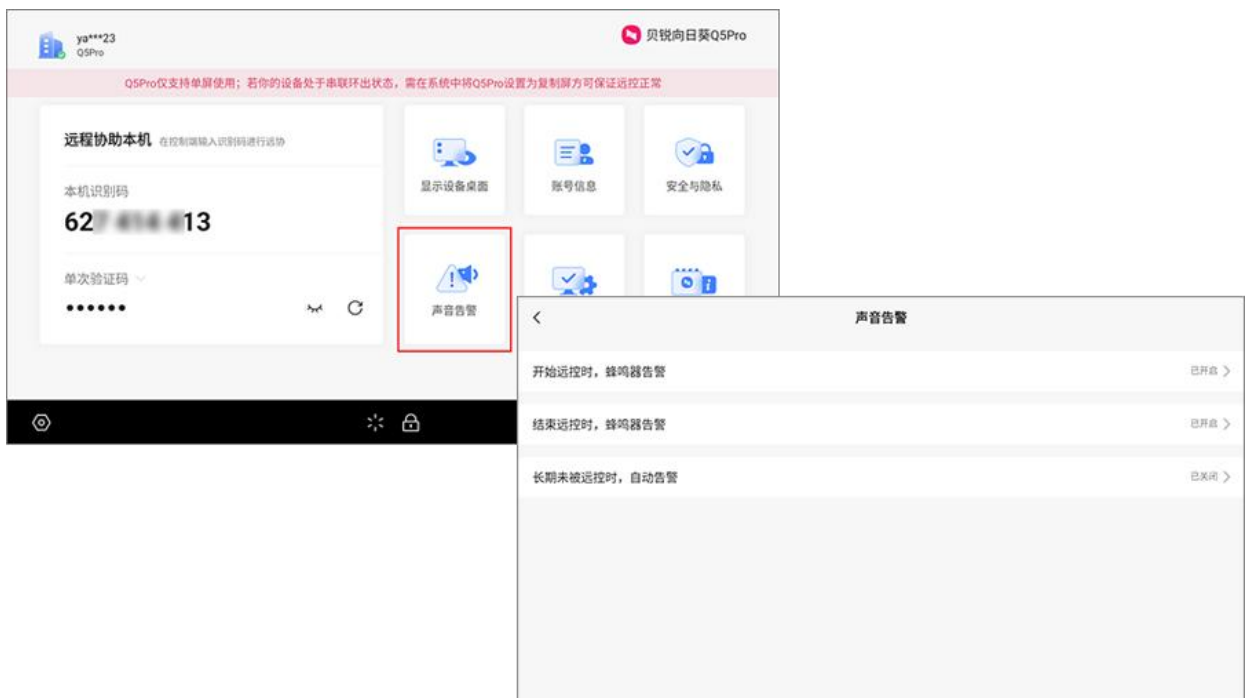 ya***23
Q5Pro
贝锐向日葵Q5Pro
Q5Pro仅支持单屏使用；若你的设备处于串联环出状态，需在系统中将Q5Pro设置为复制屏方可保证远控正常
远程协助本机 在控制端输入识别码进行远协
本机识别码
62 13
单次验证码
显示设备桌面
账号信息
安全与隐私
声音告警
声音告警
开始远控时，蜂鸣器告警 已开启
结束远控时，蜂鸣器告警 已开启
长期未被远控时，自动告警 已关闭